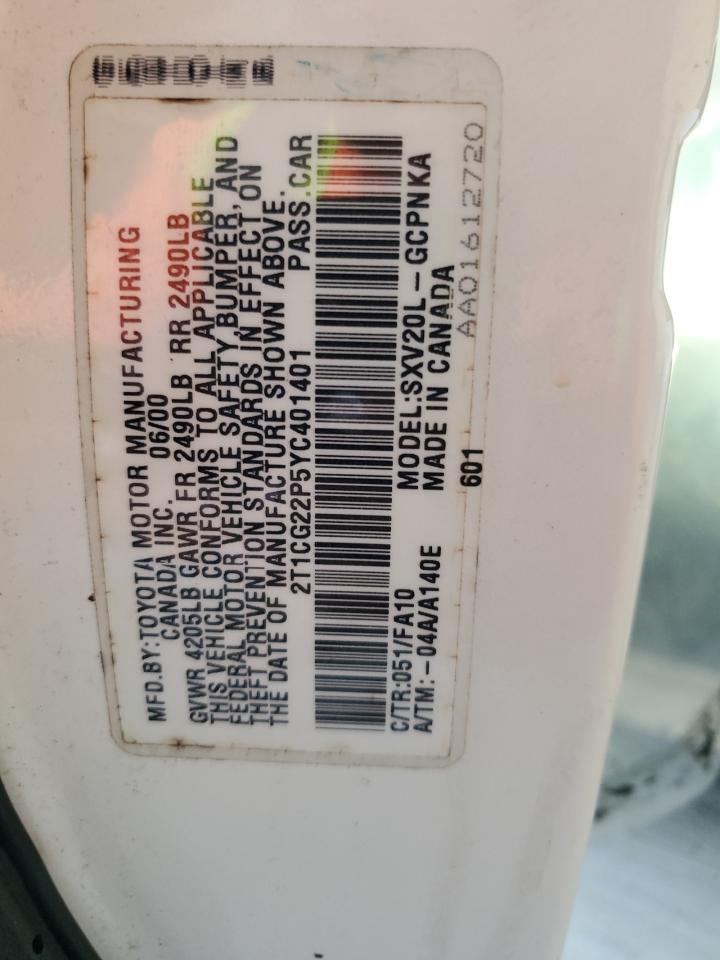 MFD.BY:TOYOTA MOTOR MANUFACTURING
CANADA INC. 06/00
GVWR 4205LB GAWR FR 2490LB RR 2490LB
THIS VEHICLE CONFORMS TO ALL APPLICABLE
FEDERAL MOTOR VEHICLE SAFETY, BUMPER, AND
THEFT PREVENTION STANDARDS IN EFFECT ON
THE DATE OF MANUFACTURE SHOWN ABOVE.
2T1CG22P5YC401401 PASS.CAR
C/TR:051/FA10 MODEL:SXV20L-GCPNKA
A/TM:-04A/A140E MADE IN CANADA
601 AA01612720